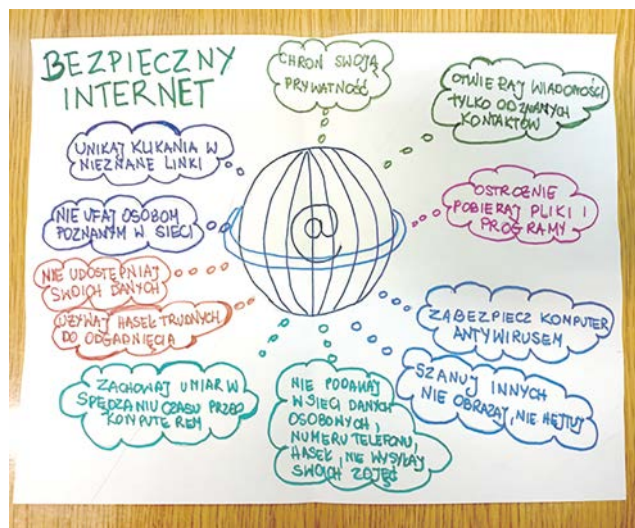 BEZPIECZNY
INTERNET
CHROŃ SWOJĄ
PRYWATNOŚĆ
OTWIERAJ WIADOMOŚCI
TYLKO OD ZNANYCH
KONTAKTÓW
UNIKAJ KLIKANIA W
NIEZNANE LINKI
OSTROŻNIE
POBIERAJ PLIKI I
PROGRAMY
NIE UFAJ OSOBOM
POZNANYM W SIECI
@
NIE UDOSTĘPNIAJ
SWOICH DANYCH
UŻYWAJ HASEŁ TRUDNYCH
DO ODGADNIĘCIA
ZABEZPIECZ KOMPUTER
ANTYWIRUSEM
SZANUJ INNYCH
NIE OBRAŻAJ, NIE HEJTUJ
ZACHOWAJ UMIAR W
SPĘDZANIU CZASU PRZED
KOMPUTEREM
NIE PODAWAJ
W SIECI DANYCH
OSOBOWYCH,
NUMERU TELEFONU,
HASEŁ, NIE WYSYŁAJ
SWOICH ZDJĘĆ